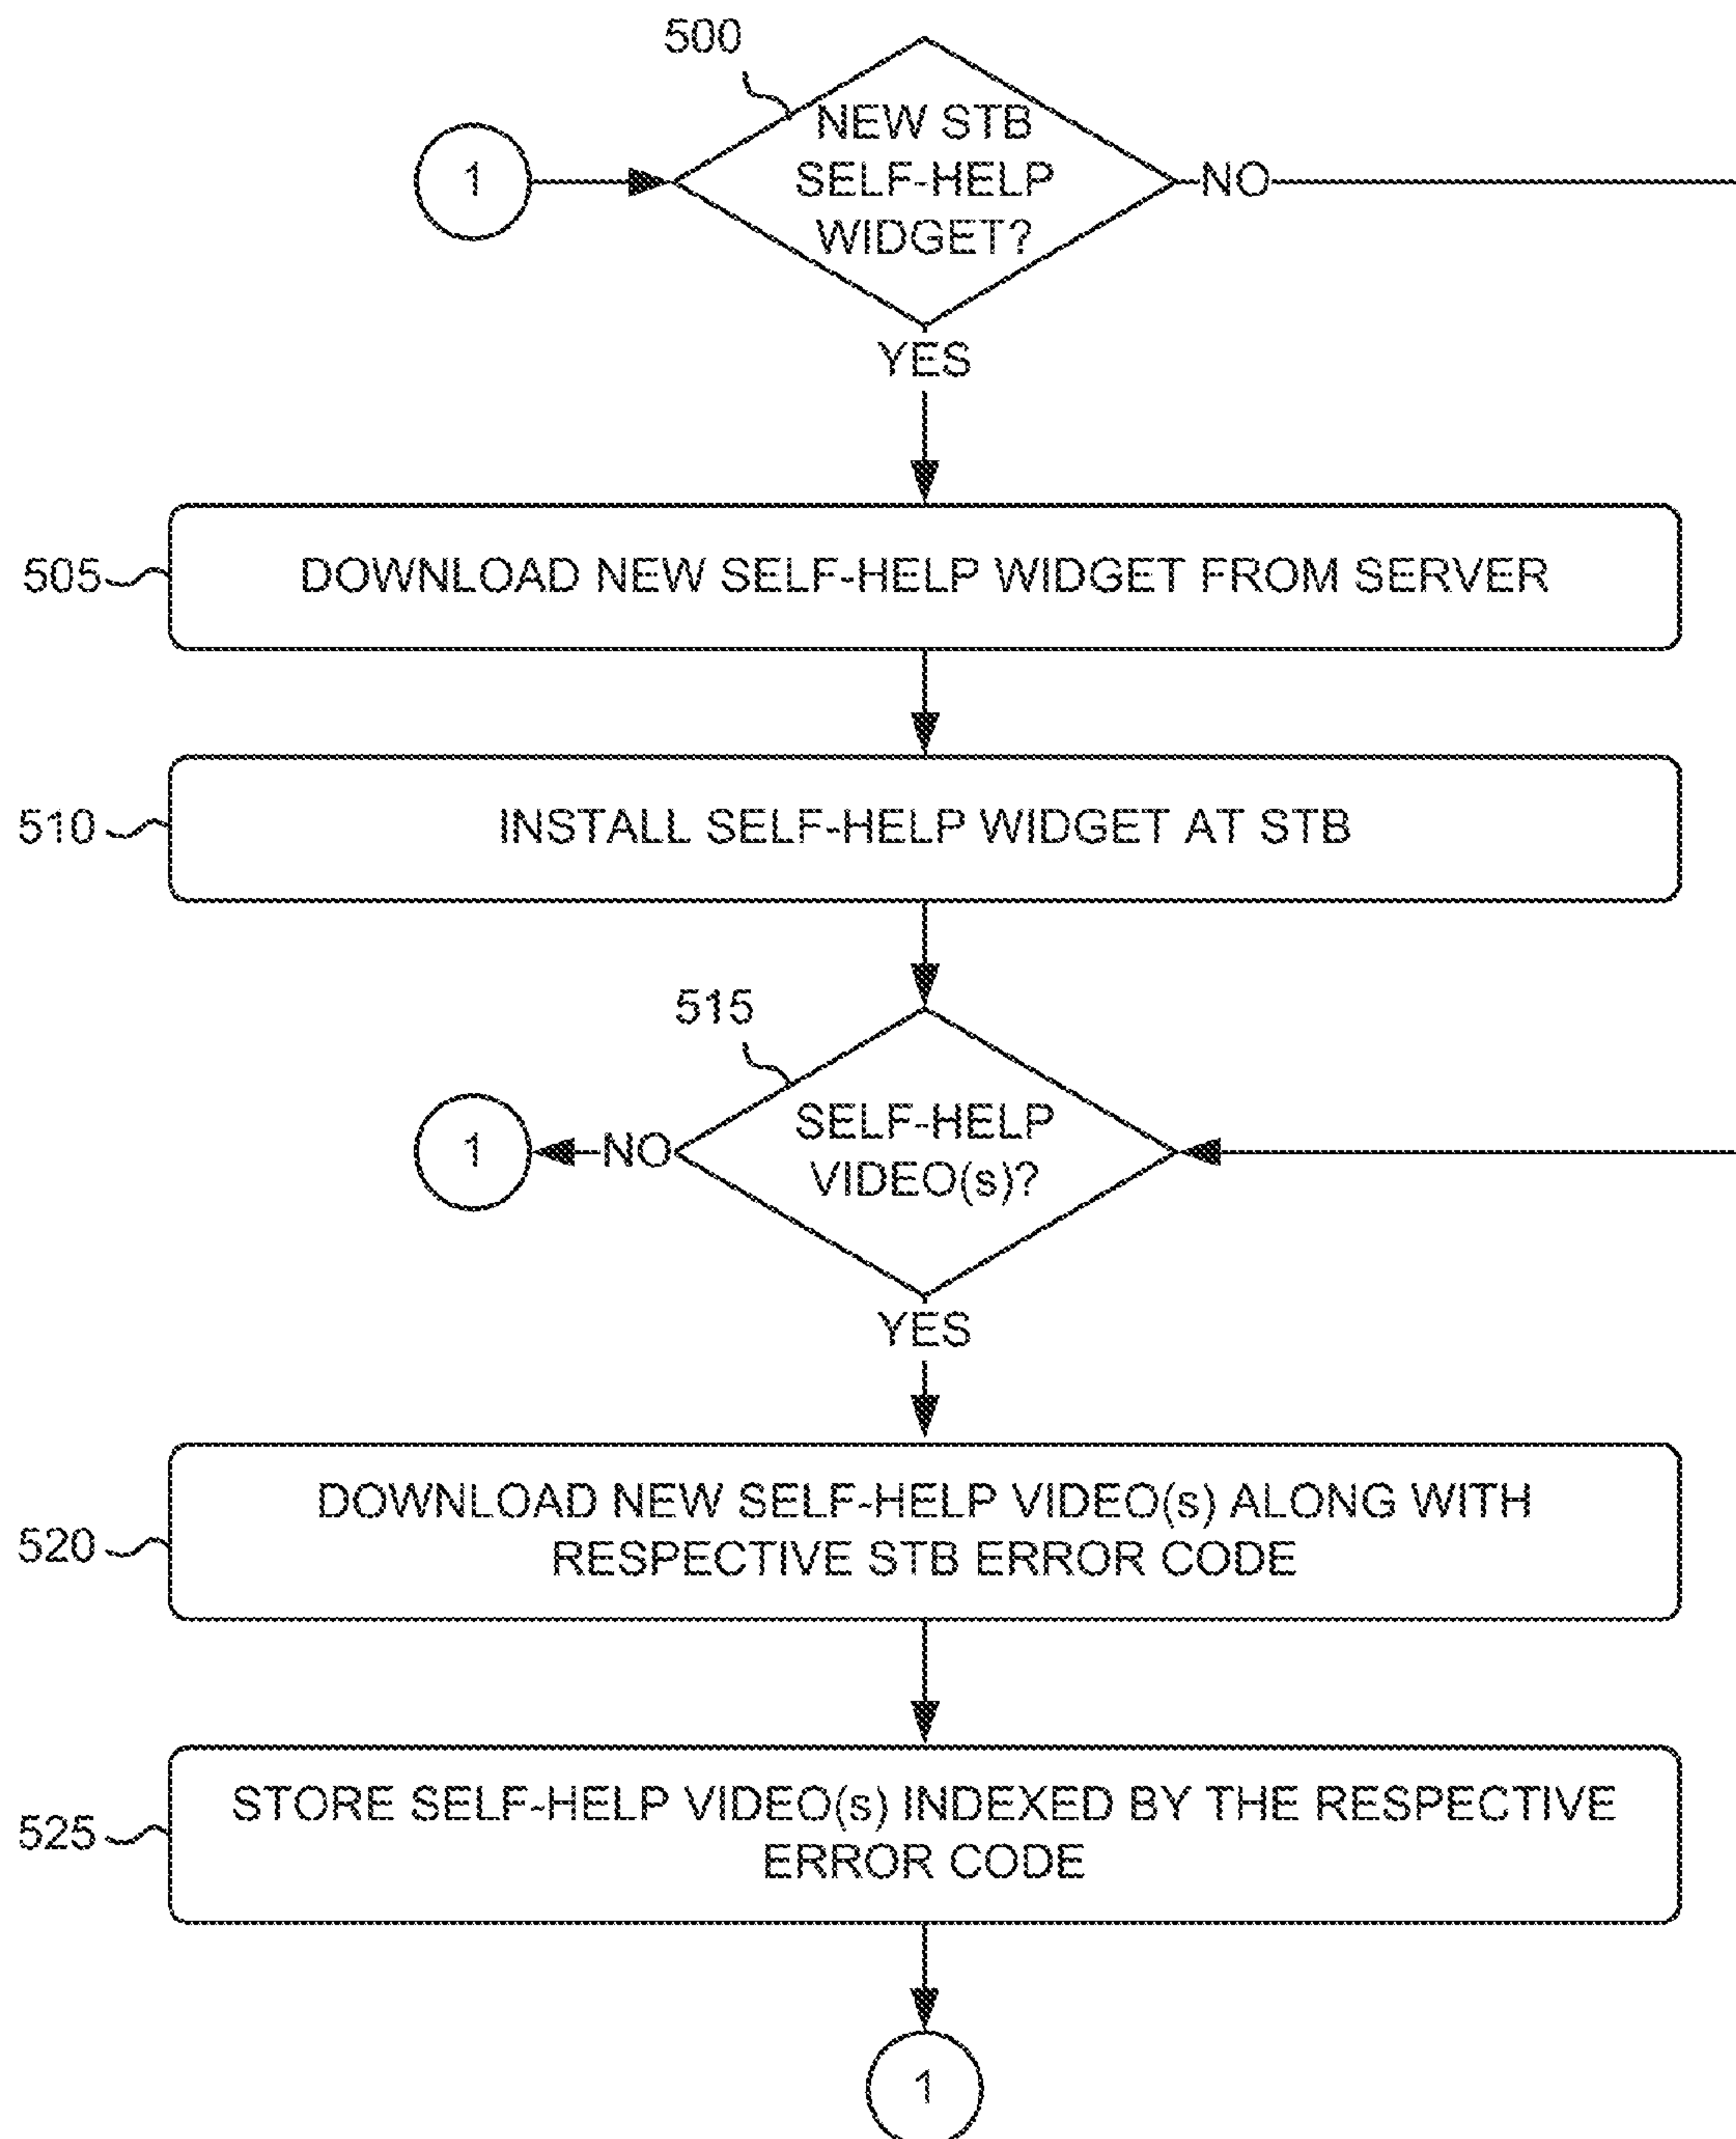 500
NEW STB
SELF-HELP
WIDGET?
1
NO
YES
505
DOWNLOAD NEW SELF-HELP WIDGET FROM SERVER
510
INSTALL SELF-HELP WIDGET AT STB
515
SELF-HELP
VIDEO(s)?
1
NO
YES
520
DOWNLOAD NEW SELF-HELP VIDEO(s) ALONG WITH
RESPECTIVE STB ERROR CODE
525
STORE SELF-HELP VIDEO(s) INDEXED BY THE RESPECTIVE
ERROR CODE
1